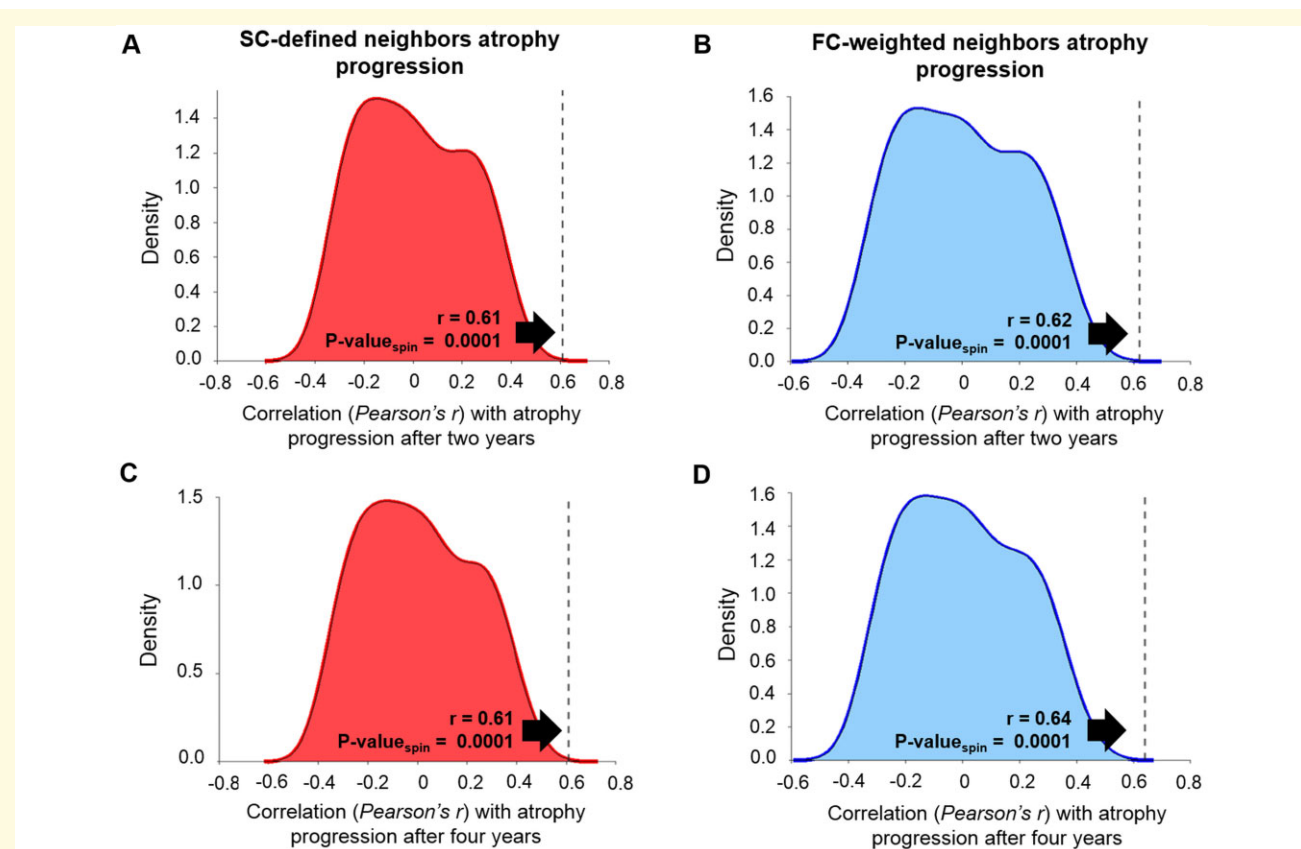 A
SC-defined neighbors atrophy
progression
1.4
1.2
1.0
0.8
0.6
0.4
0.2
0.0
Density
r = 0.61
P-valuespin = 0.0001
-0.8 -0.6 -0.4 -0.2 0 0.2 0.4 0.6 0.8
Correlation (Pearson's r) with atrophy
progression after two years
B
FC-weighted neighbors atrophy
progression
1.6
1.4
1.2
1.0
0.8
0.6
0.4
0.2
0.0
Density
r = 0.62
P-valuespin = 0.0001
-0.6 -0.4 -0.2 0 0.2 0.4 0.6 0.8
Correlation (Pearson's r) with atrophy
progression after two years
C
1.5
1.0
0.5
0.0
Density
r = 0.61
P-valuespin = 0.0001
-0.8 -0.6 -0.4 -0.2 0 0.2 0.4 0.6 0.8
Correlation (Pearson's r) with atrophy
progression after four years
D
1.6
1.4
1.2
1.0
0.8
0.6
0.4
0.2
0.0
Density
r = 0.64
P-valuespin = 0.0001
-0.6 -0.4 -0.2 0 0.2 0.4 0.6 0.8
Correlation (Pearson's r) with atrophy
progression after four years